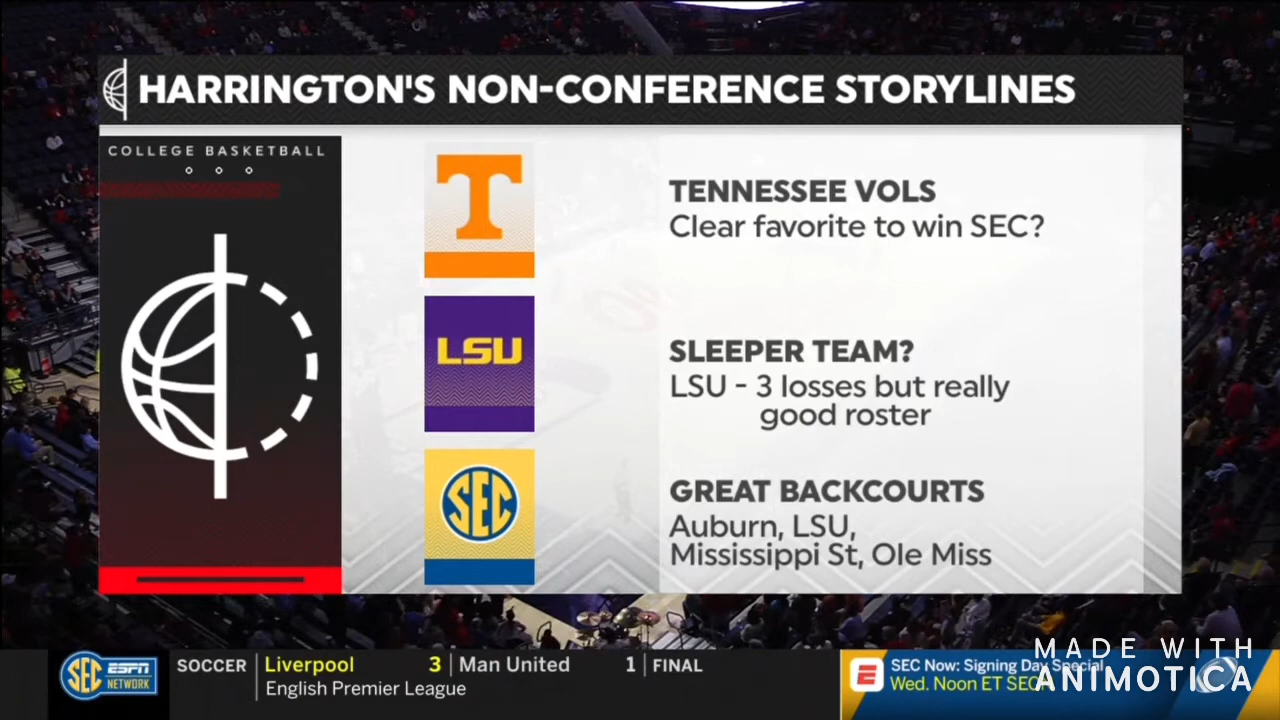 HARRINGTON'S NON-CONFERENCE STORYLINES
COLLEGE BASKETBALL
T
TENNESSEE VOLS
Clear favorite to win SEC?
LSU
SLEEPER TEAM?
LSU - 3 losses but really
good roster
SEC
GREAT BACKCOURTS
Auburn, LSU,
Mississippi St, Ole Miss
SEC ESPN NETWORK
SOCCER
Liverpool 3 Man United 1 FINAL
English Premier League
E
SEC Now: Signing Day Special
Wed. Noon ET
MADE WITH
ANIMOTICA